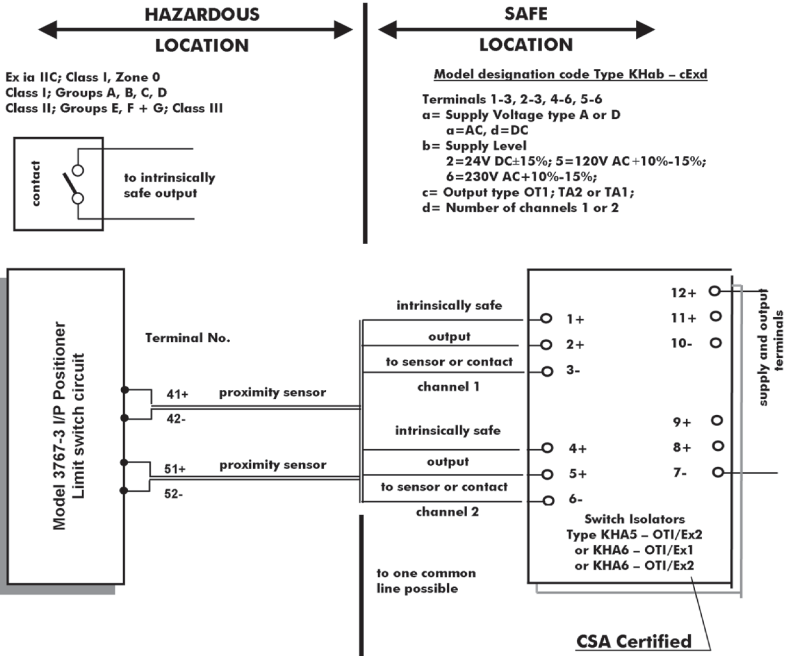 HAZARDOUS
LOCATION
SAFE
LOCATION
Ex ia IIC; Class I, Zone 0
Class I; Groups A, B, C, D
Class II; Groups E, F + G; Class III
contact
to intrinsically
safe output
Model designation code Type KHab – cExd
Terminals 1-3, 2-3, 4-6, 5-6
a= Supply Voltage type A or D
a=AC, d=DC
b= Supply Level
2=24V DC±15%; 5=120V AC+10%-15%;
6=230V AC+10%-15%;
c= Output type OT1; TA2 or TA1;
d= Number of channels 1 or 2
Model 3767-3 I/P Positioner
Limit switch circuit
Terminal No.
41+
42-
proximity sensor
51+
52-
proximity sensor
intrinsically safe
output
to sensor or contact
channel 1
intrinsically safe
output
to sensor or contact
channel 2
1+
2+
3-
4+
5+
6-
12+
11+
10-
9+
8+
7-
supply and output
terminals
Switch Isolators
Type KHA5 – OTI/Ex2
or KHA6 – OTI/Ex1
or KHA6 – OTI/Ex2
to one common
line possible
CSA Certified